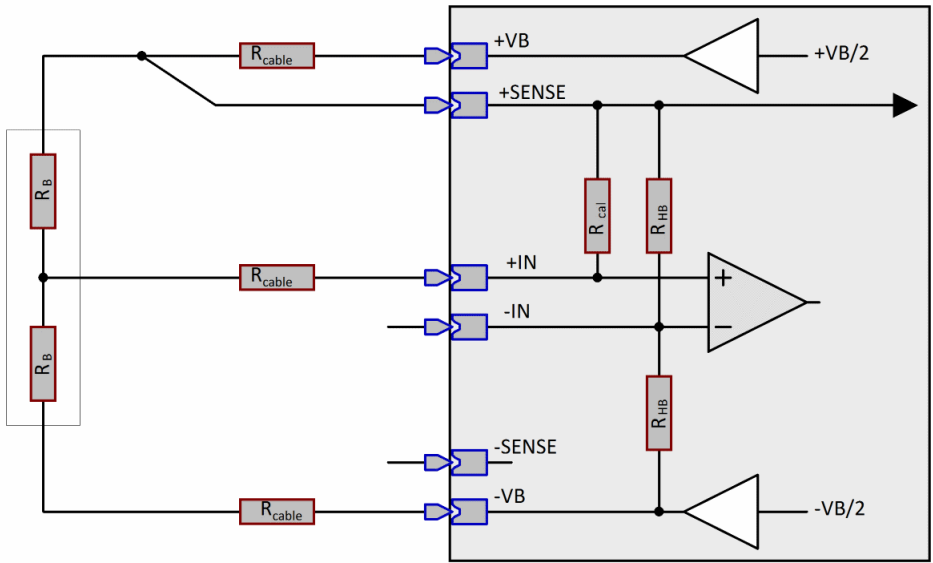 Rcable
+VB
+VB/2
+SENSE
RB
Rcal
RHB
Rcable
+IN
+
-IN
−
RB
RHB
-SENSE
Rcable
-VB
-VB/2